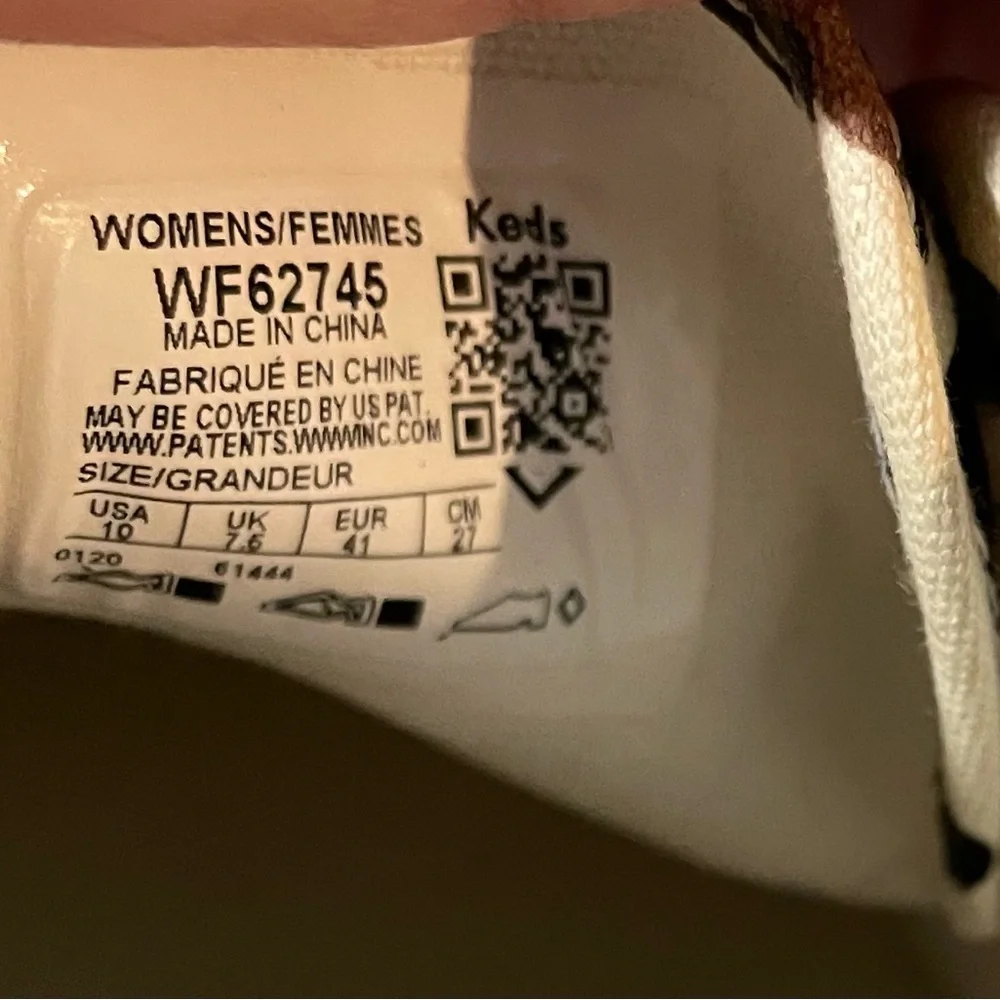 WOMENS/FEMMES
Keds
WF62745
MADE IN CHINA
FABRIQUÉ EN CHINE
MAY BE COVERED BY US PAT.
WWW.PATENTS.WWWINC.COM
SIZE/GRANDEUR
USA UK EUR CM
10 7.5 41 27
0120 61444